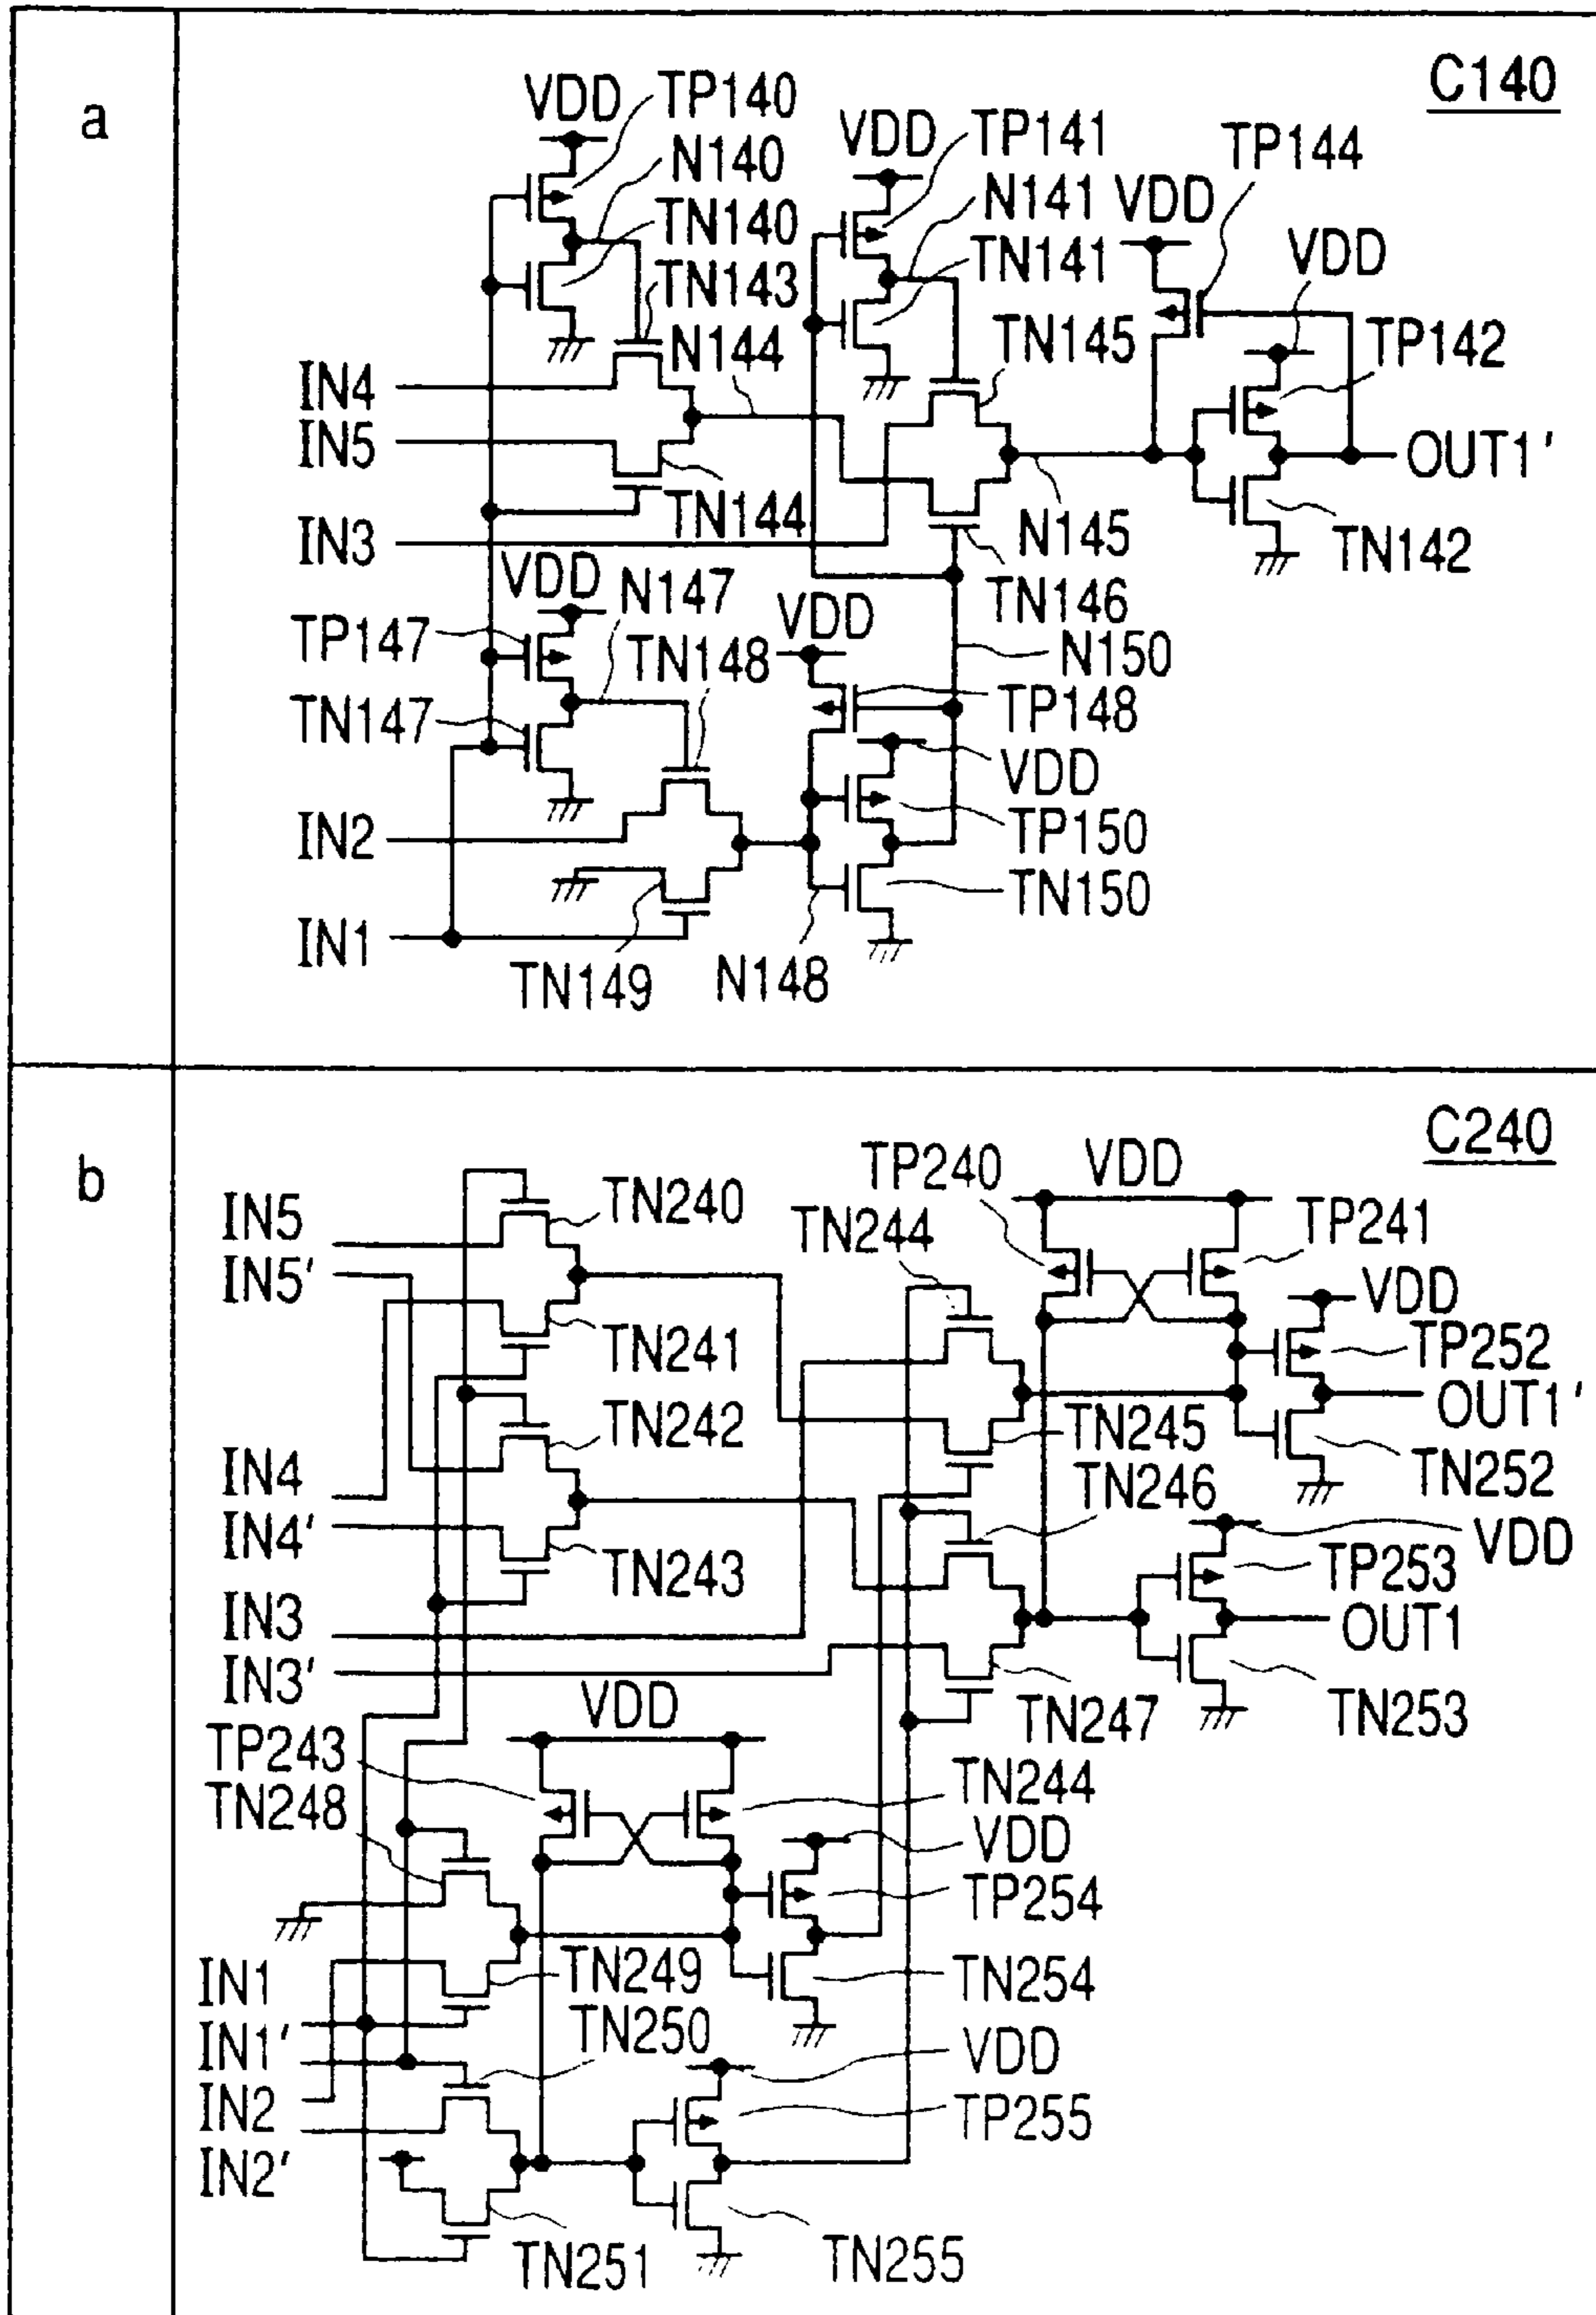 a
C140
VDD
TP140
N140
TN140
TN143
N144
VDD
TP141
N141
TN141
TN145
TP144
VDD
VDD
TP142
IN4
IN5
IN3
TN144
OUT1'
N145
TN142
TN146
VDD
N147
TP147
TN148
TN147
VDD
N150
TP148
VDD
TP150
TN150
IN2
IN1
TN149
N148
b
C240
TP240
VDD
TN240
IN5
IN5'
TN244
TP241
VDD
TN241
TP252
OUT1'
TN242
TN245
TN246
TN252
IN4
IN4'
VDD
TN243
TP253
IN3
OUT1
IN3'
VDD
TN247
TN253
TP243
TN248
TN244
VDD
TP254
TN249
TN254
IN1
TN250
IN1'
VDD
IN2
TP255
IN2'
TN251
TN255